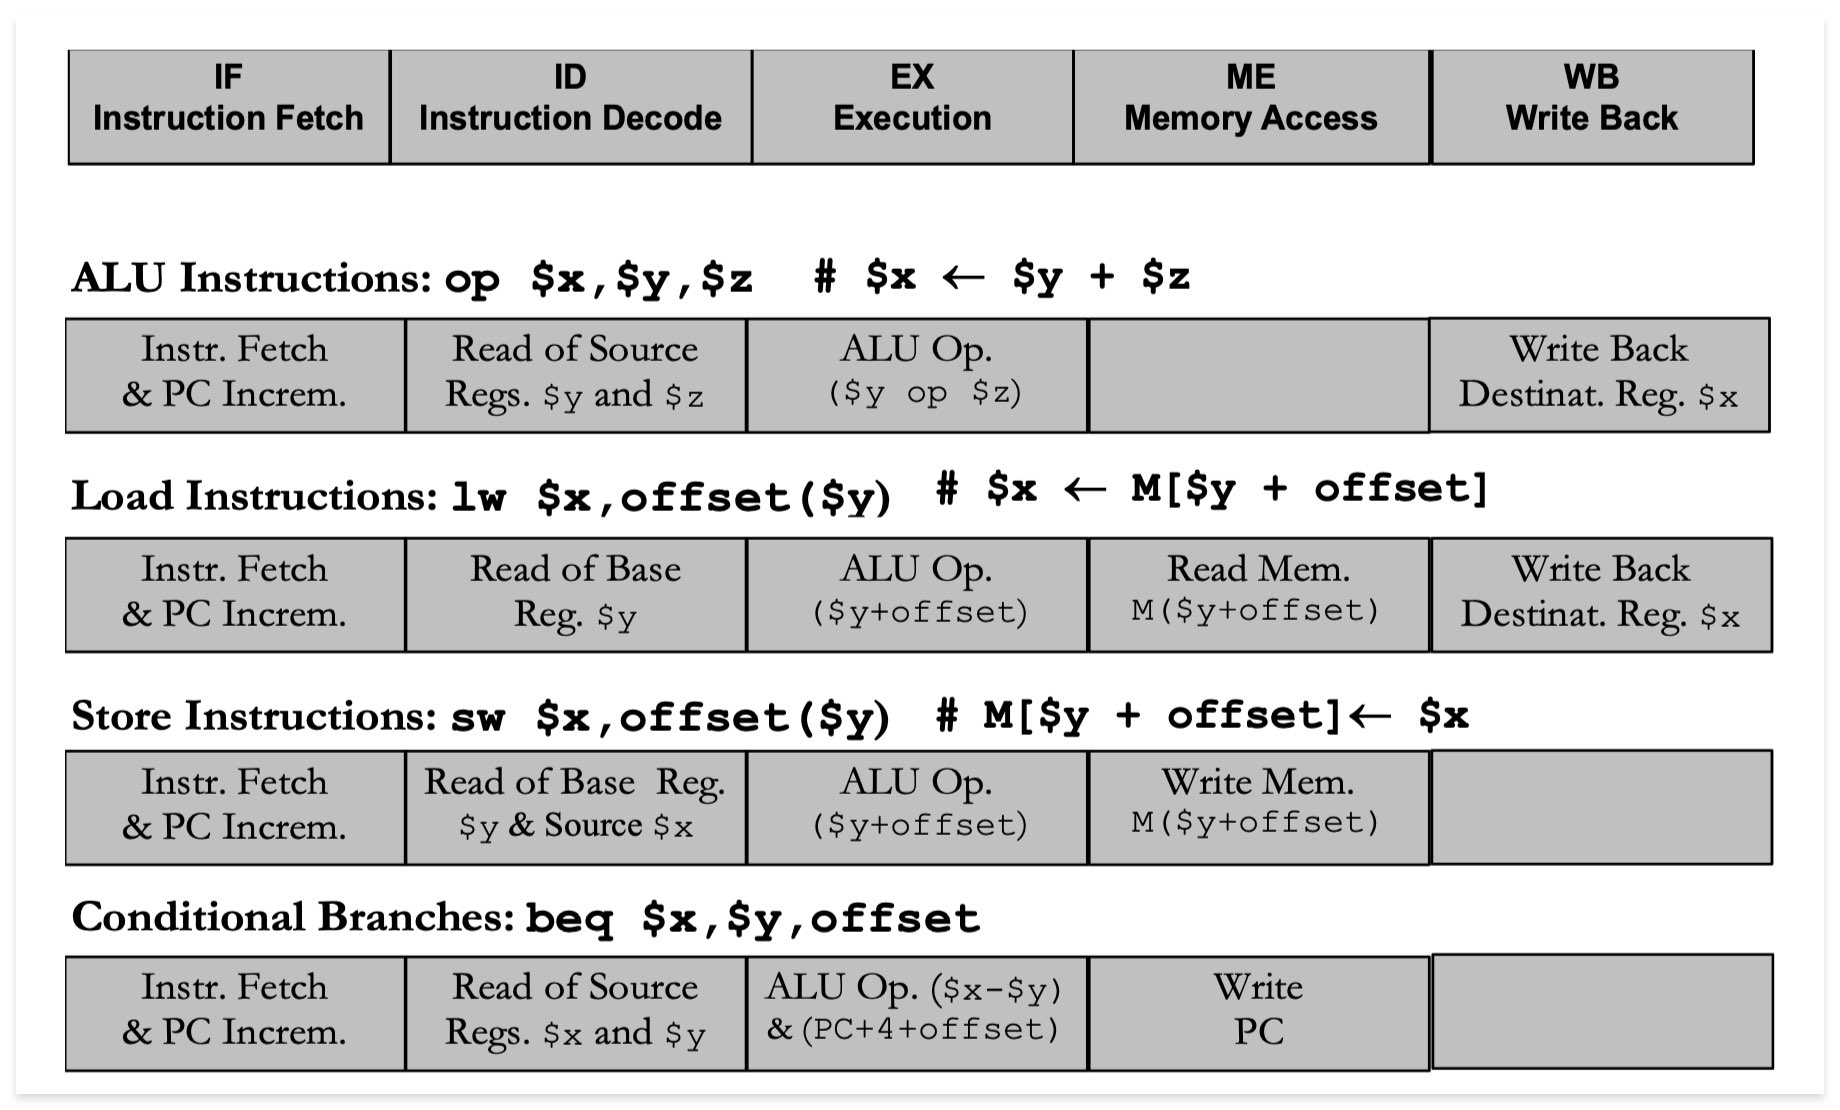 IF ID EX ME WB
Instruction Fetch Instruction Decode Execution Memory Access Write Back
ALU Instructions: op $x,$y,$z # $x ← $y + $z
Instr. Fetch Read of Source ALU Op. Write Back
& PC Increm. Regs. $y and $z ($y op $z) Destinat. Reg. $x
Load Instructions: lw $x,offset($y) # $x ← M[$y + offset]
Instr. Fetch Read of Base ALU Op. Read Mem. Write Back
& PC Increm. Reg. $y ($y+offset) M($y+offset) Destinat. Reg. $x
Store Instructions: sw $x,offset($y) # M[$y + offset]← $x
Instr. Fetch Read of Base Reg. ALU Op. Write Mem.
& PC Increm. $y & Source $x ($y+offset) M($y+offset)
Conditional Branches: beq $x,$y,offset
Instr. Fetch Read of Source ALU Op. ($x-$y) Write
& PC Increm. Regs. $x and $y & (PC+4+offset) PC